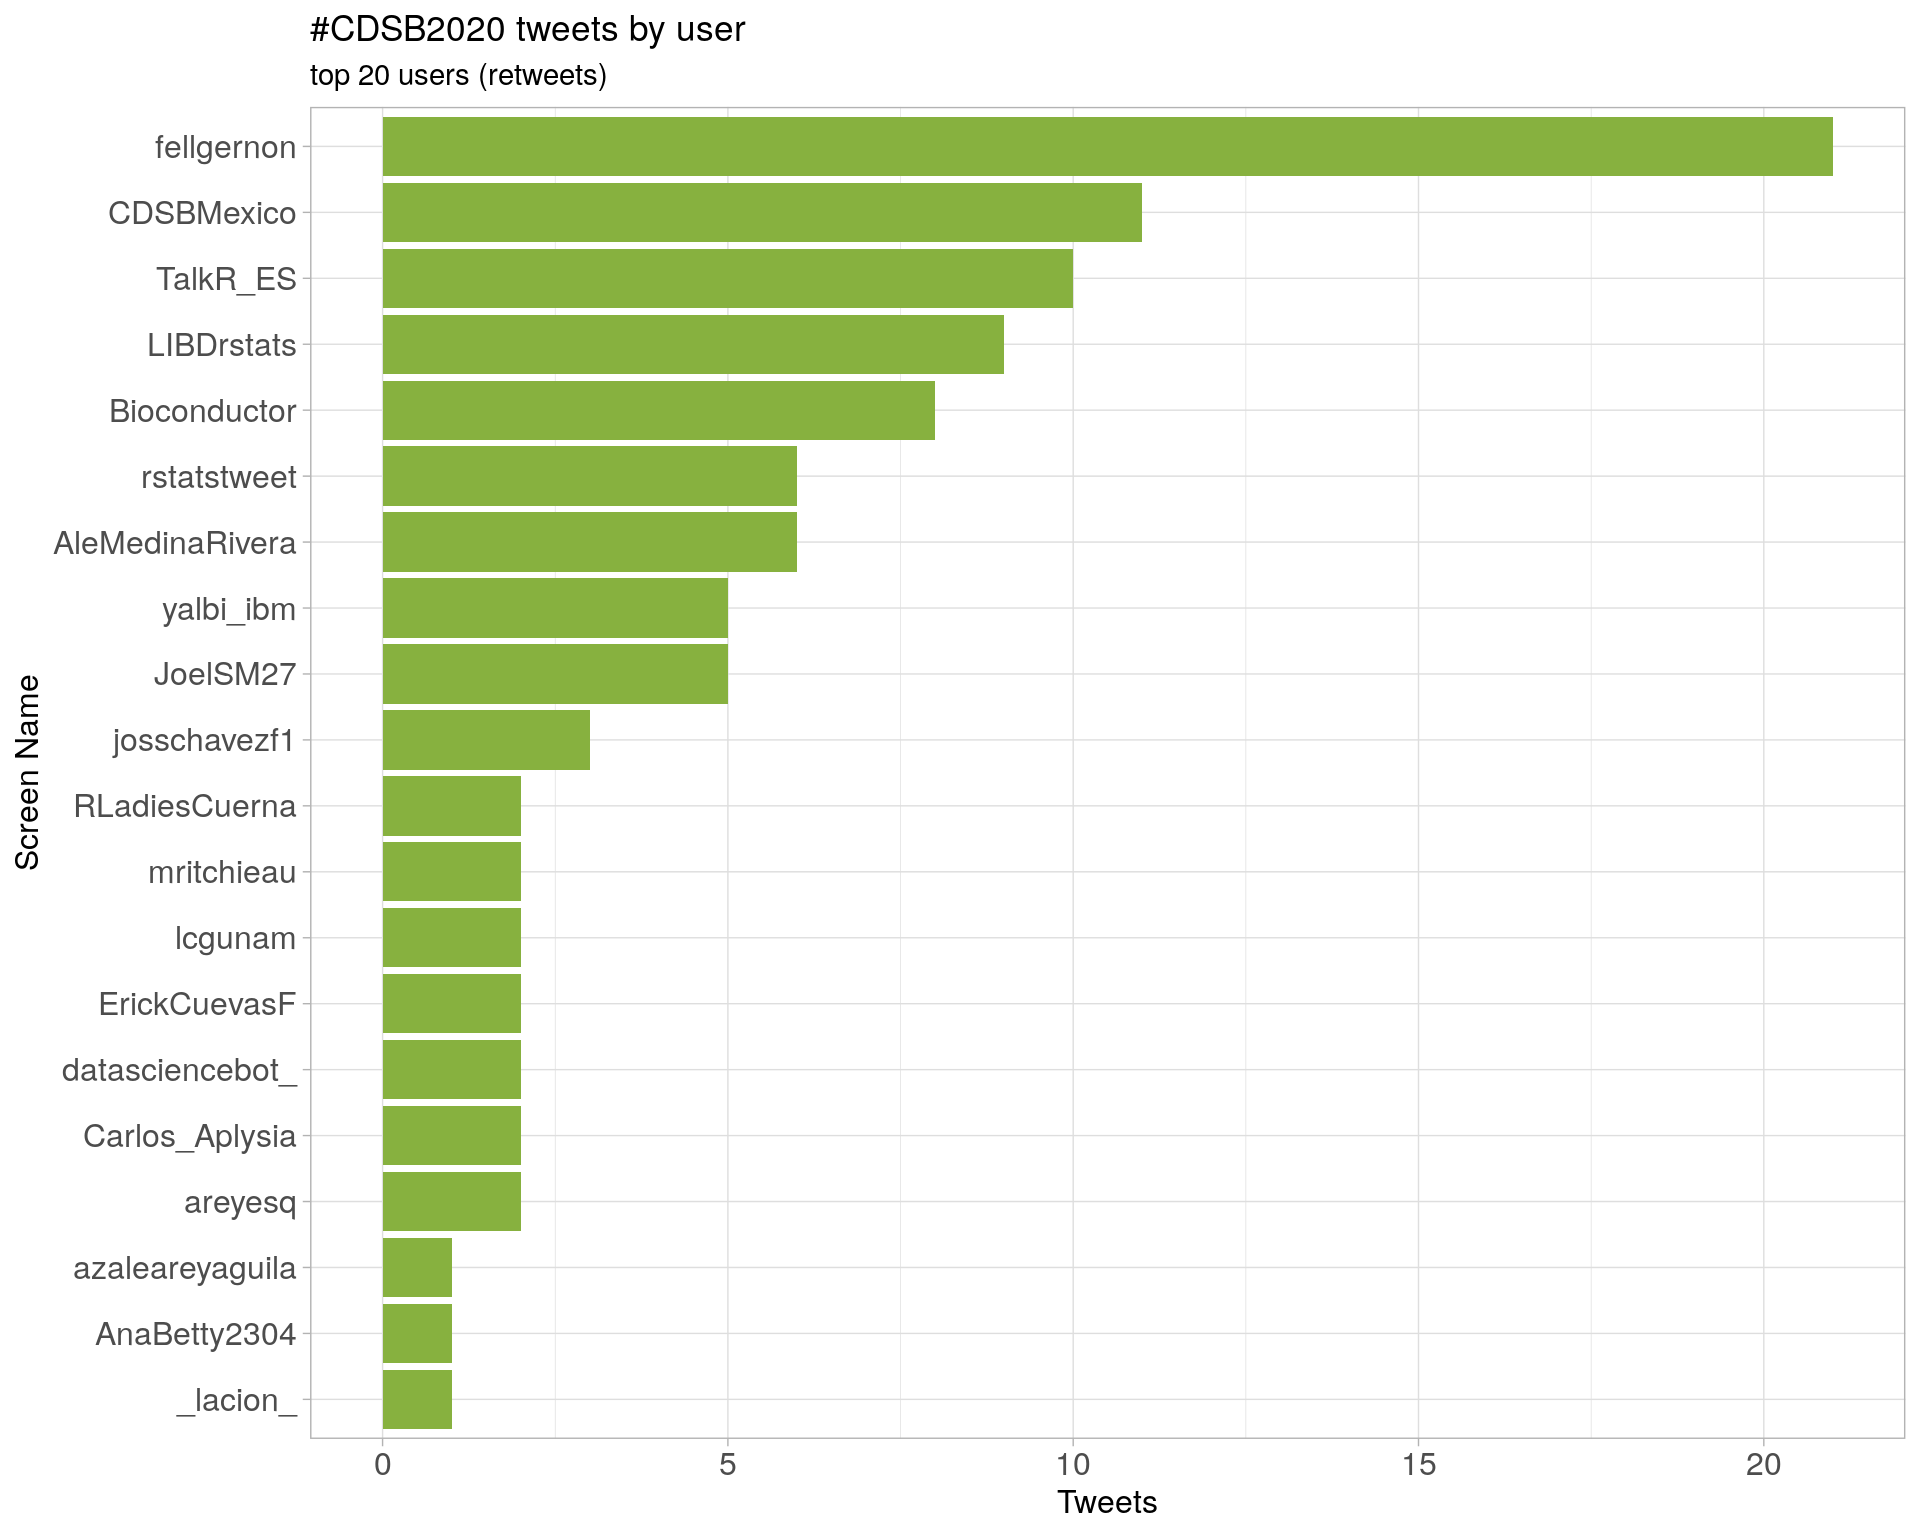 #CDSB2020 tweets by user
top 20 users (retweets)
fellgernon
CDSBMexico
TalkR_ES
LIBDrstats
Bioconductor
rstatstweet
AleMedinaRivera
yalbi_ibm
JoelSM27
josschavezf1
RLadiesCuerna
mritchieau
lcgunam
ErickCuevasF
datasciencebot_
Carlos_Aplysia
areyesq
azaleareyaguila
AnaBetty2304
_lacion_
Screen Name
0 5 10 15 20
Tweets